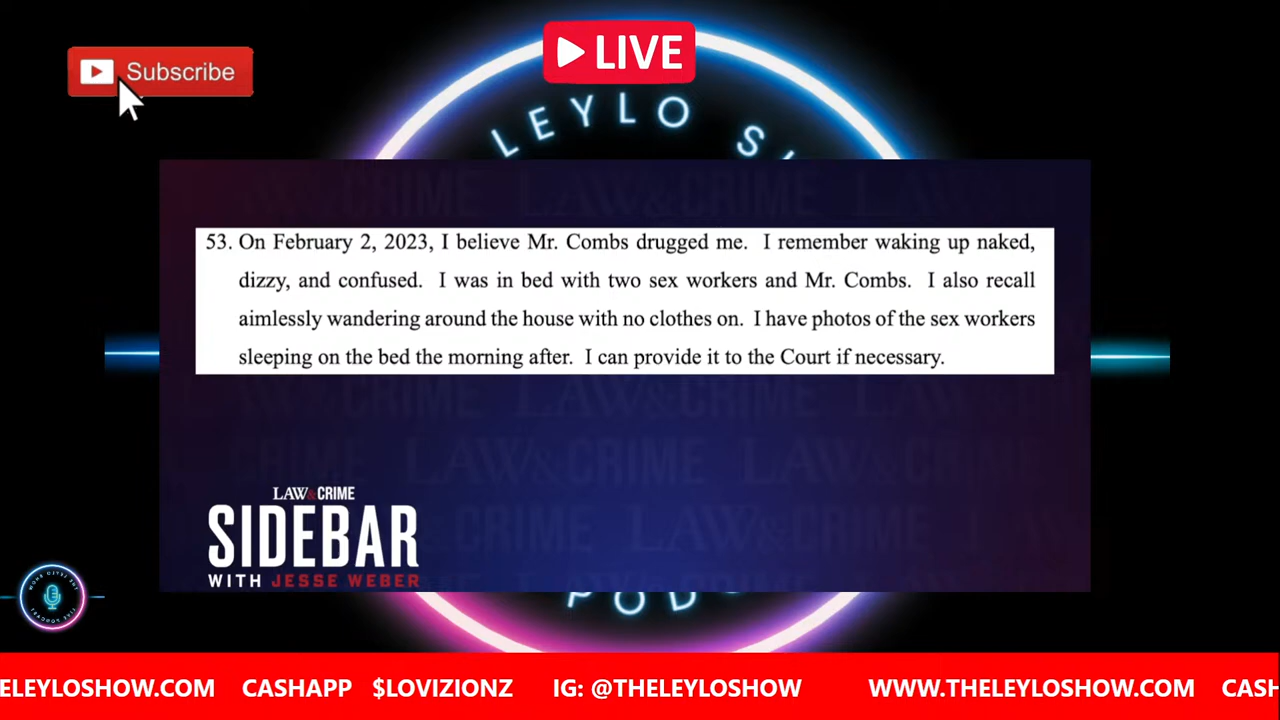 Subscribe
LIVE
LEYLO S
LAW&CRIME
53. On February 2, 2023, I believe Mr. Combs drugged me. I remember waking up naked,
dizzy, and confused. I was in bed with two sex workers and Mr. Combs. I also recall
aimlessly wandering around the house with no clothes on. I have photos of the sex workers
sleeping on the bed the morning after. I can provide it to the Court if necessary.
LAW&CRIME
SIDEBAR
WITH JESSE WEBER
POD
ELEYLOSHOW.COM CASHAPP $LOVIZIONZ IG: @THELEYLOSHOW WWW.THELEYLOSHOW.COM CASH